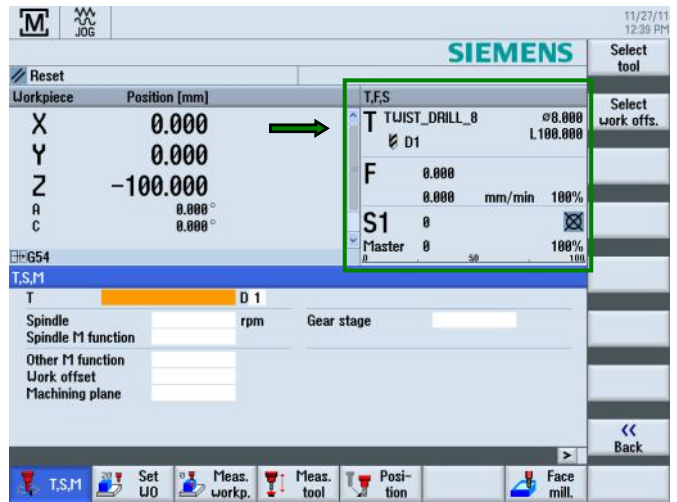 M
JOG
11/27/11
12:39 PM
SIEMENS
Select
tool
Reset
Workpiece Position [mm]
T,F,S
X 0.000
Y 0.000
Z -100.000
A 0.000°
C 0.000°
G54
T TWIST_DRILL_8 ø8.000
D1 L100.000
F 0.000
0.000 mm/min 100%
S1 0
Master 0 100%
0 50 100
Select
work offs.
T,S,M
T D 1
Spindle rpm Gear stage
Spindle M function
Other M function
Work offset
Machining plane
<<
Back
>
T,S,M
Set
WO
Meas.
workp.
Meas.
tool
Posi-
tion
Face
mill.